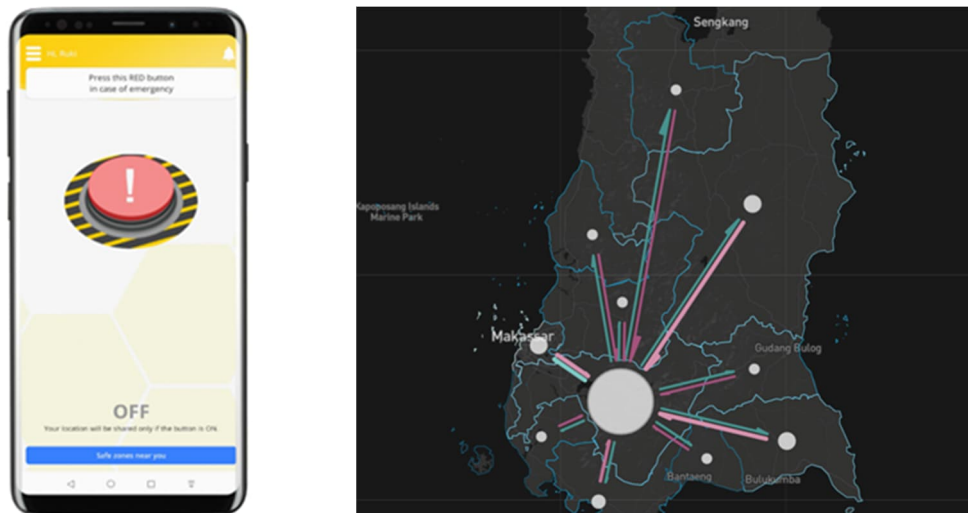 Hi, Ruki
Press this RED button
in case of emergency
!
OFF
Your location will be shared only if the button is ON.
Safe zones near you
Sengkang
Kapoposang Islands
Marine Park
Makassar
Gudang Bulog
Bantaeng
Bulukumba